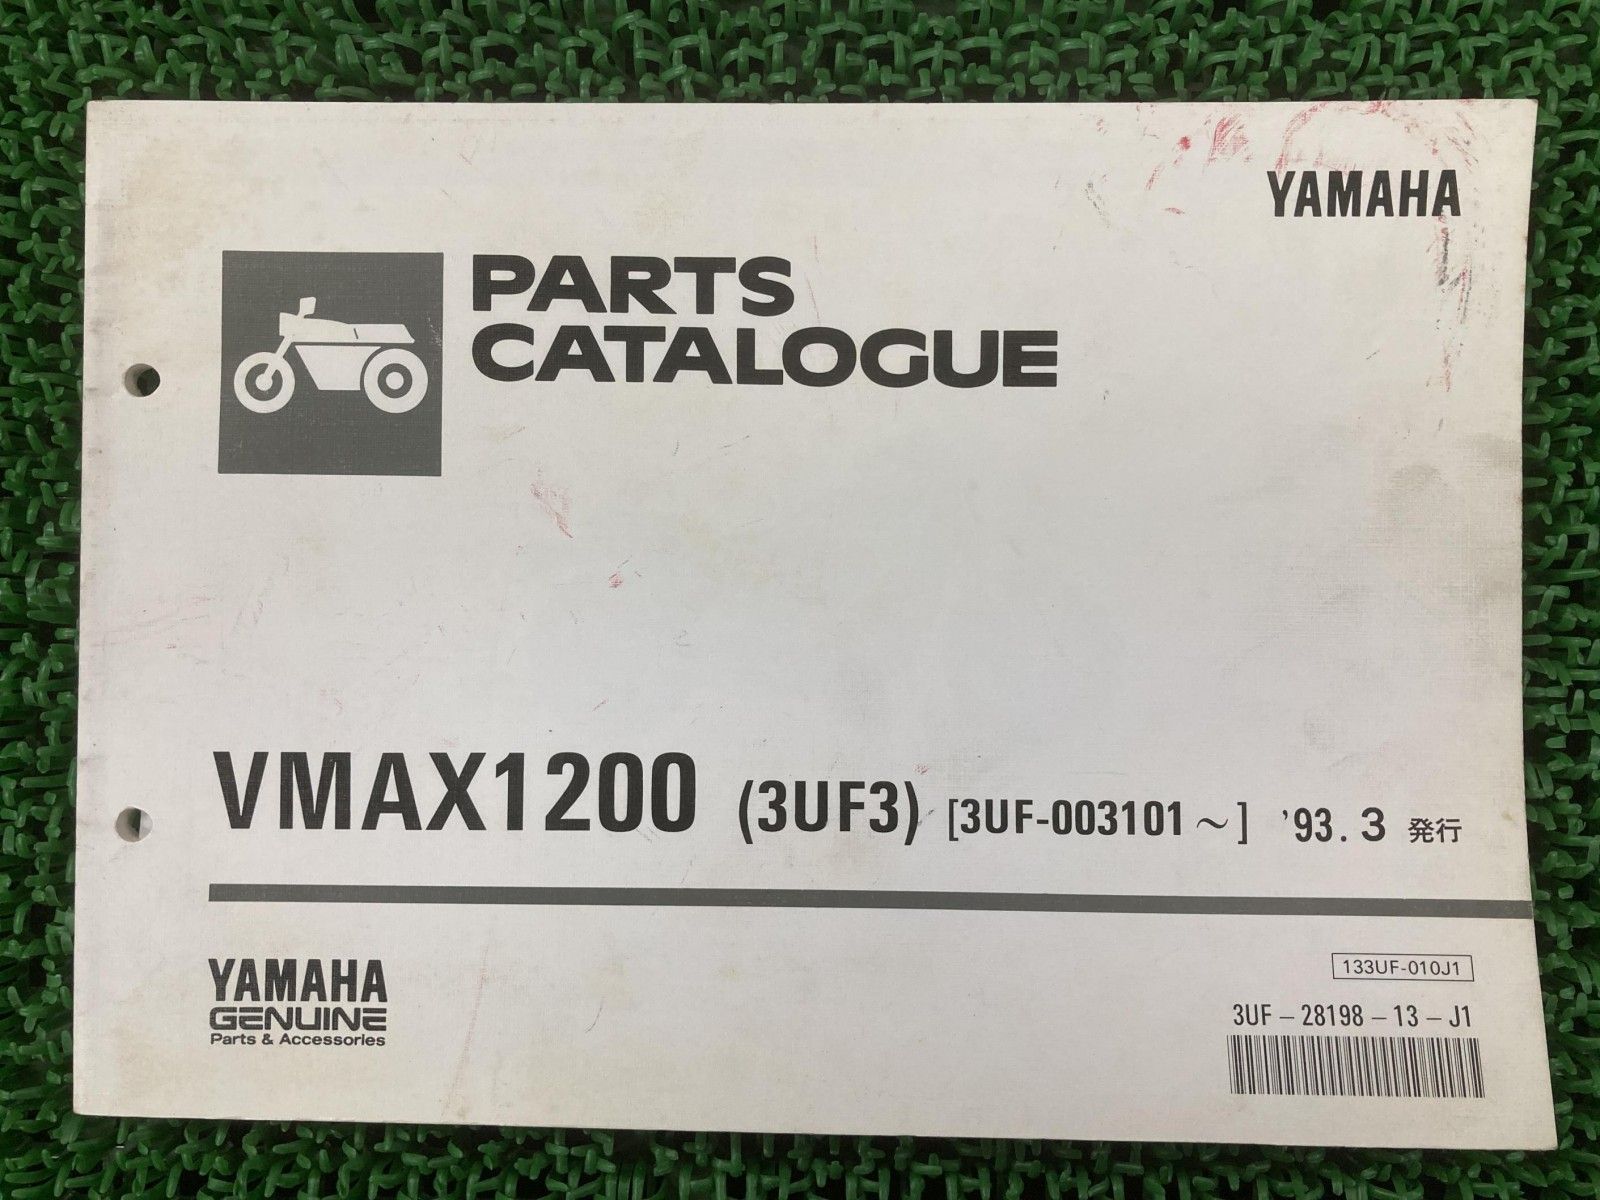 YAMAHA
PARTS
CATALOGUE
VMAX1200 (3UF3) [3UF-003101~] '93.3 発行
YAMAHA
GENUINE
Parts & Accessories
133UF-010J1
3UF-28198-13-J1